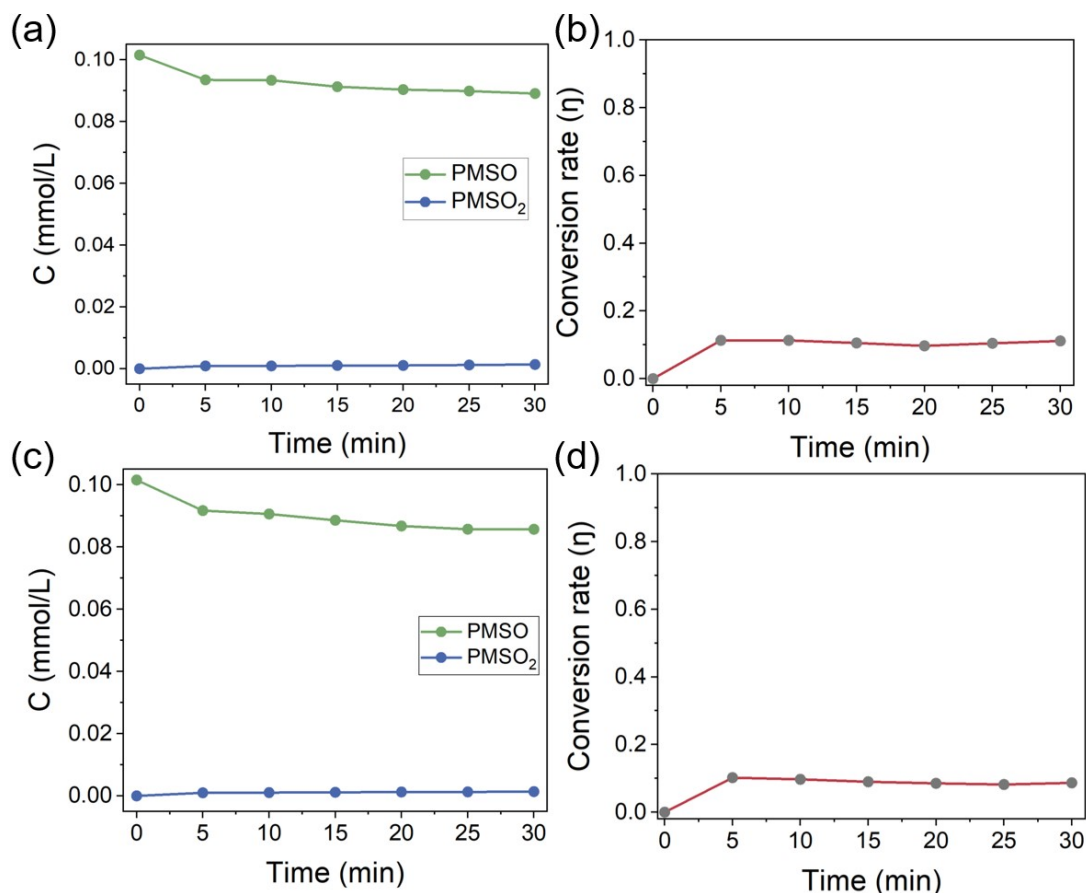 (a)
C (mmol/L)
0.10
0.08
0.06
0.04
0.02
0.00
PMSO
PMSO₂
0 5 10 15 20 25 30
Time (min)
(b)
Conversion rate (η)
1.0
0.8
0.6
0.4
0.2
0.0
0 5 10 15 20 25 30
Time (min)
(c)
C (mmol/L)
0.10
0.08
0.06
0.04
0.02
0.00
PMSO
PMSO₂
0 5 10 15 20 25 30
Time (min)
(d)
Conversion rate (η)
1.0
0.8
0.6
0.4
0.2
0.0
0 5 10 15 20 25 30
Time (min)